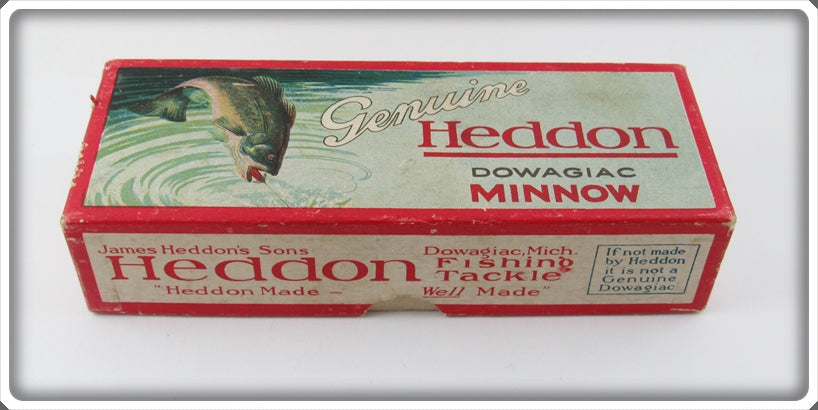 Genuine
Heddon
DOWAGIAC
MINNOW
James Heddon's Sons
Heddon
"Heddon Made –
Dowagiac, Mich.
Fishing
Tackle
Well Made"
If not made
by Heddon
it is not a
Genuine
Dowagiac